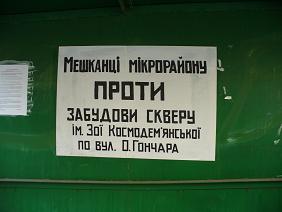 МЕШКАНЦІ МІКРОРАЙОНУ
ПРОТИ
ЗАБУДОВИ СКВЕРУ
ІМ. ЗОЇ КОСМОДЕМ'ЯНСЬКОЇ
ПО ВУЛ. О.ГОНЧАРА